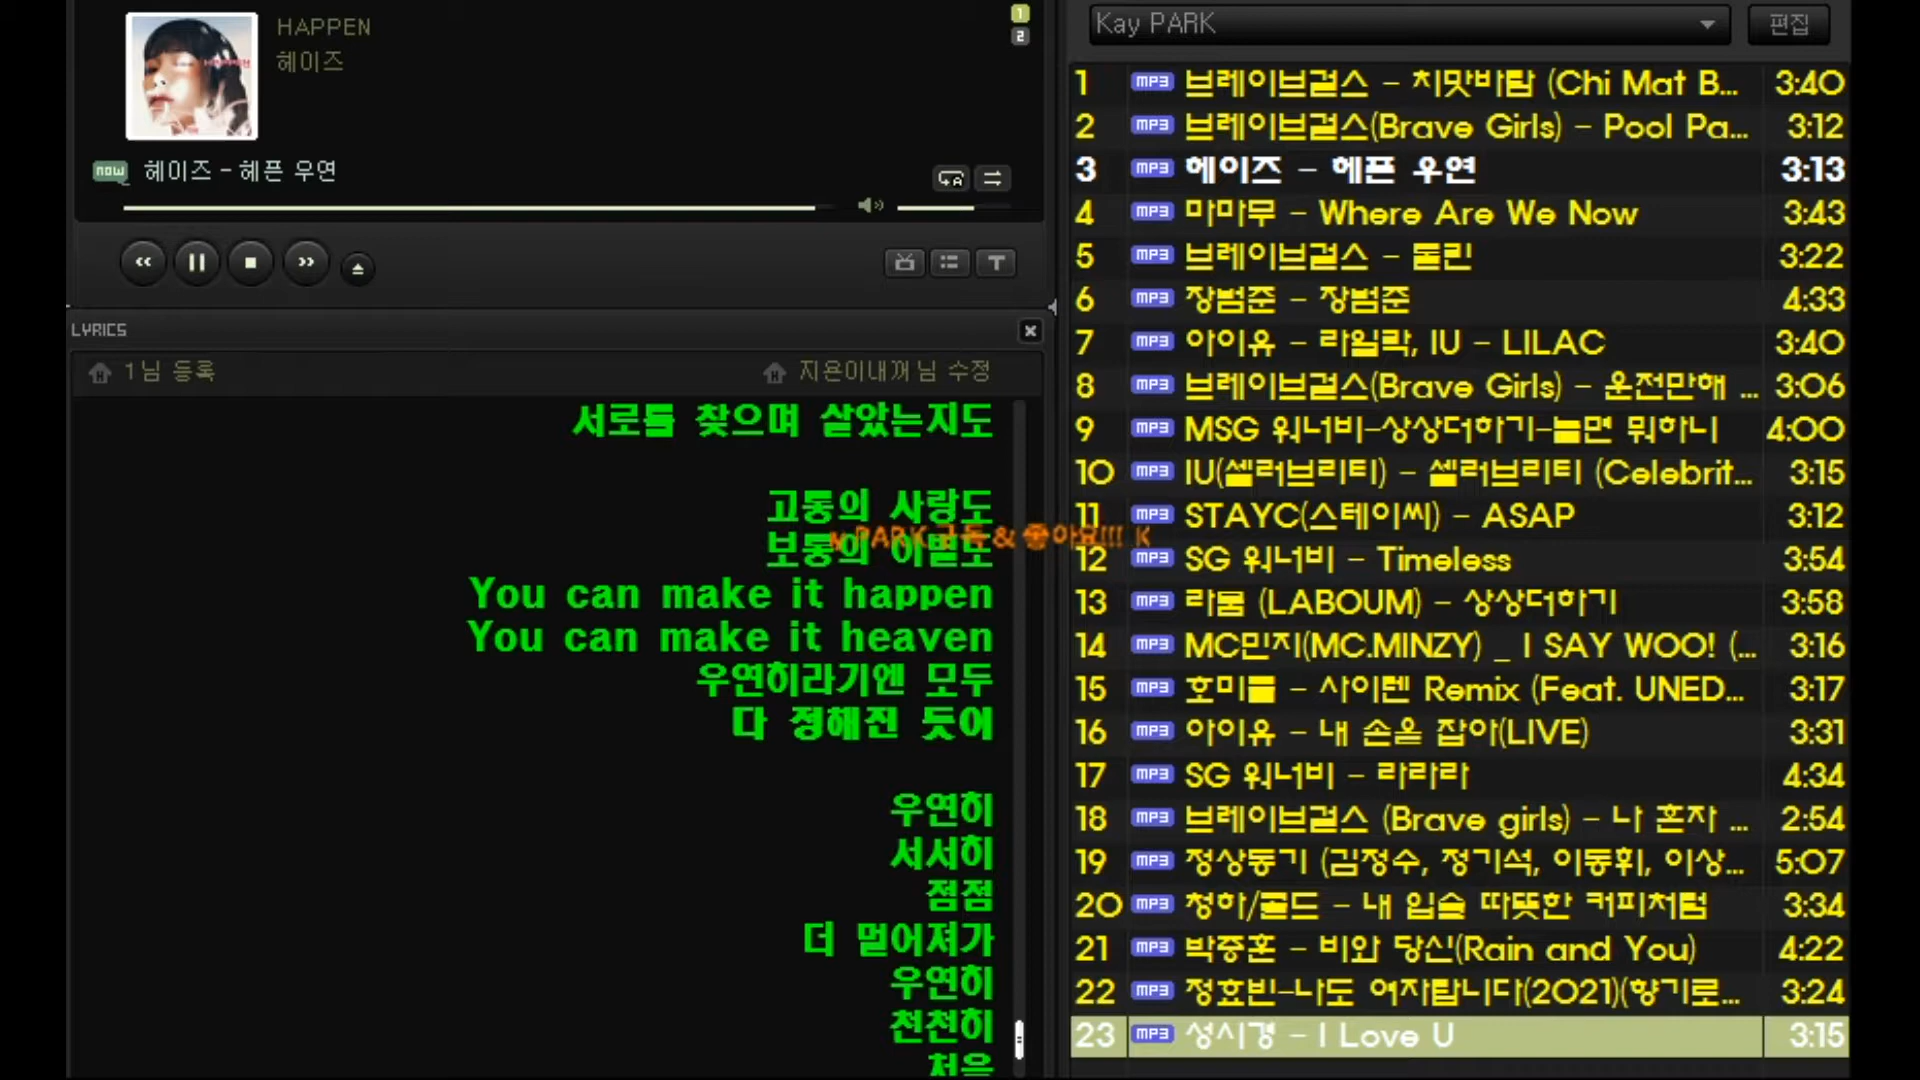 HAPPEN
헤이즈
1
2
now 헤이즈 - 헤픈 우연
LYRICS
1님 등록
지욘이내꺼님 수정
서로를 찾으며 살았는지도
고통의 사랑도
보통의 이별도
PARK 구독 & 좋아요!!! K
You can make it happen
You can make it heaven
우연히라기엔 모두
다 정해진 듯이
우연히
서서히
점점
더 멀어져가
우연히
천천히
처음
Kay PARK
편집
1 MP3 브레이브걸스 - 치맛바람 (Chi Mat B... 3:40
2 MP3 브레이브걸스(Brave Girls) - Pool Pa... 3:12
3 MP3 헤이즈 - 헤픈 우연 3:13
4 MP3 마마무 - Where Are We Now 3:43
5 MP3 브레이브걸스 - 롤린 3:22
6 MP3 장범준 - 장범준 4:33
7 MP3 아이유 - 라일락, IU - LILAC 3:40
8 MP3 브레이브걸스(Brave Girls) - 운전만해 ... 3:06
9 MP3 MSG 워너비-상상더하기-놀면 뭐하니 4:00
10 MP3 IU(셀러브리티) - 셀러브리티 (Celebrit... 3:15
11 MP3 STAYC(스테이씨) - ASAP 3:12
12 MP3 SG 워너비 - Timeless 3:54
13 MP3 라붐 (LABOUM) - 상상더하기 3:58
14 MP3 MC민지(MC.MINZY) _ I SAY WOO! (... 3:16
15 MP3 호미들 - 사이렌 Remix (Feat. UNED... 3:17
16 MP3 아이유 - 내 손을 잡아(LIVE) 3:31
17 MP3 SG 워너비 - 라라라 4:34
18 MP3 브레이브걸스 (Brave girls) - 나 혼자 ... 2:54
19 MP3 정상동기 (김정수, 정기석, 이동휘, 이상... 5:07
20 MP3 청하/콜드 - 내 입술 따뜻한 커피처럼 3:34
21 MP3 박중훈 - 비와 당신(Rain and You) 4:22
22 MP3 정효빈-나도 여자랍니다(2021)(향기로... 3:24
23 MP3 성시경 - I Love U 3:15